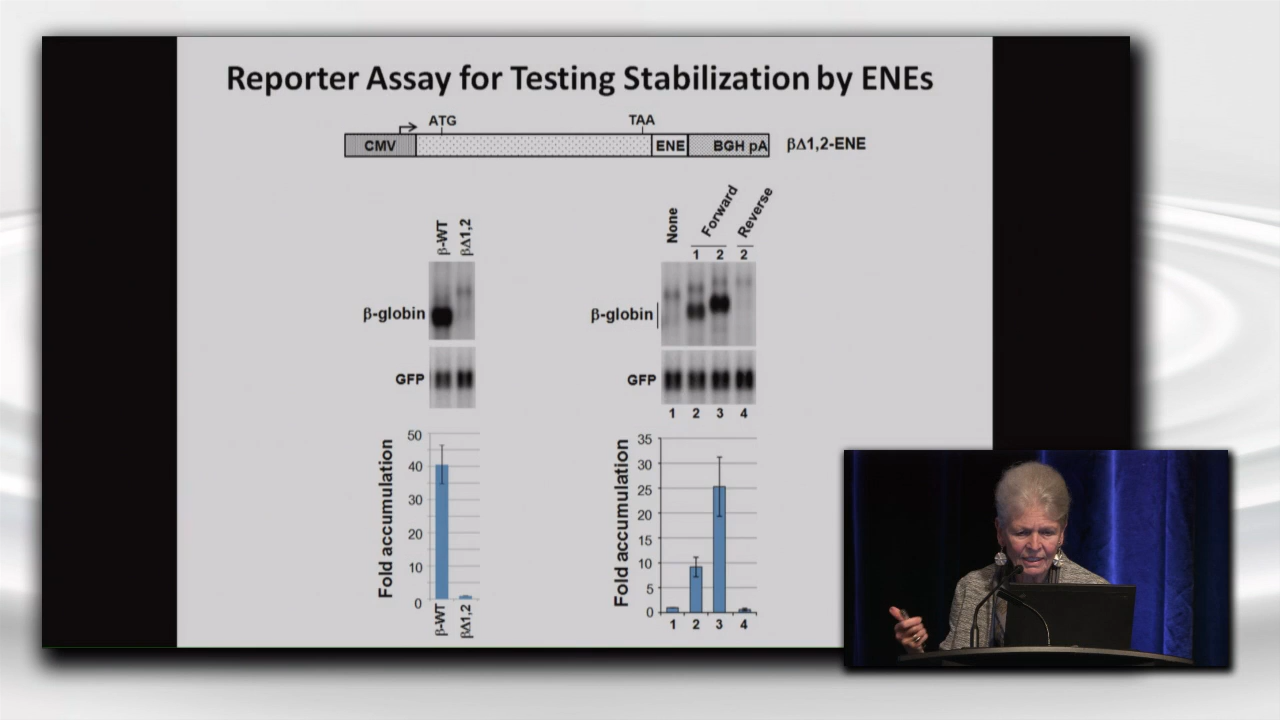 Reporter Assay for Testing Stabilization by ENEs
ATG TAA
CMV ENE BGH pA βΔ1,2-ENE
β-WT βΔ1,2
β-globin
GFP
Fold accumulation
50
40
30
20
10
0
β-WT βΔ1,2
None Forward Reverse
1 2 2
β-globin
GFP
1 2 3 4
Fold accumulation
35
30
25
20
15
10
5
0
1 2 3 4